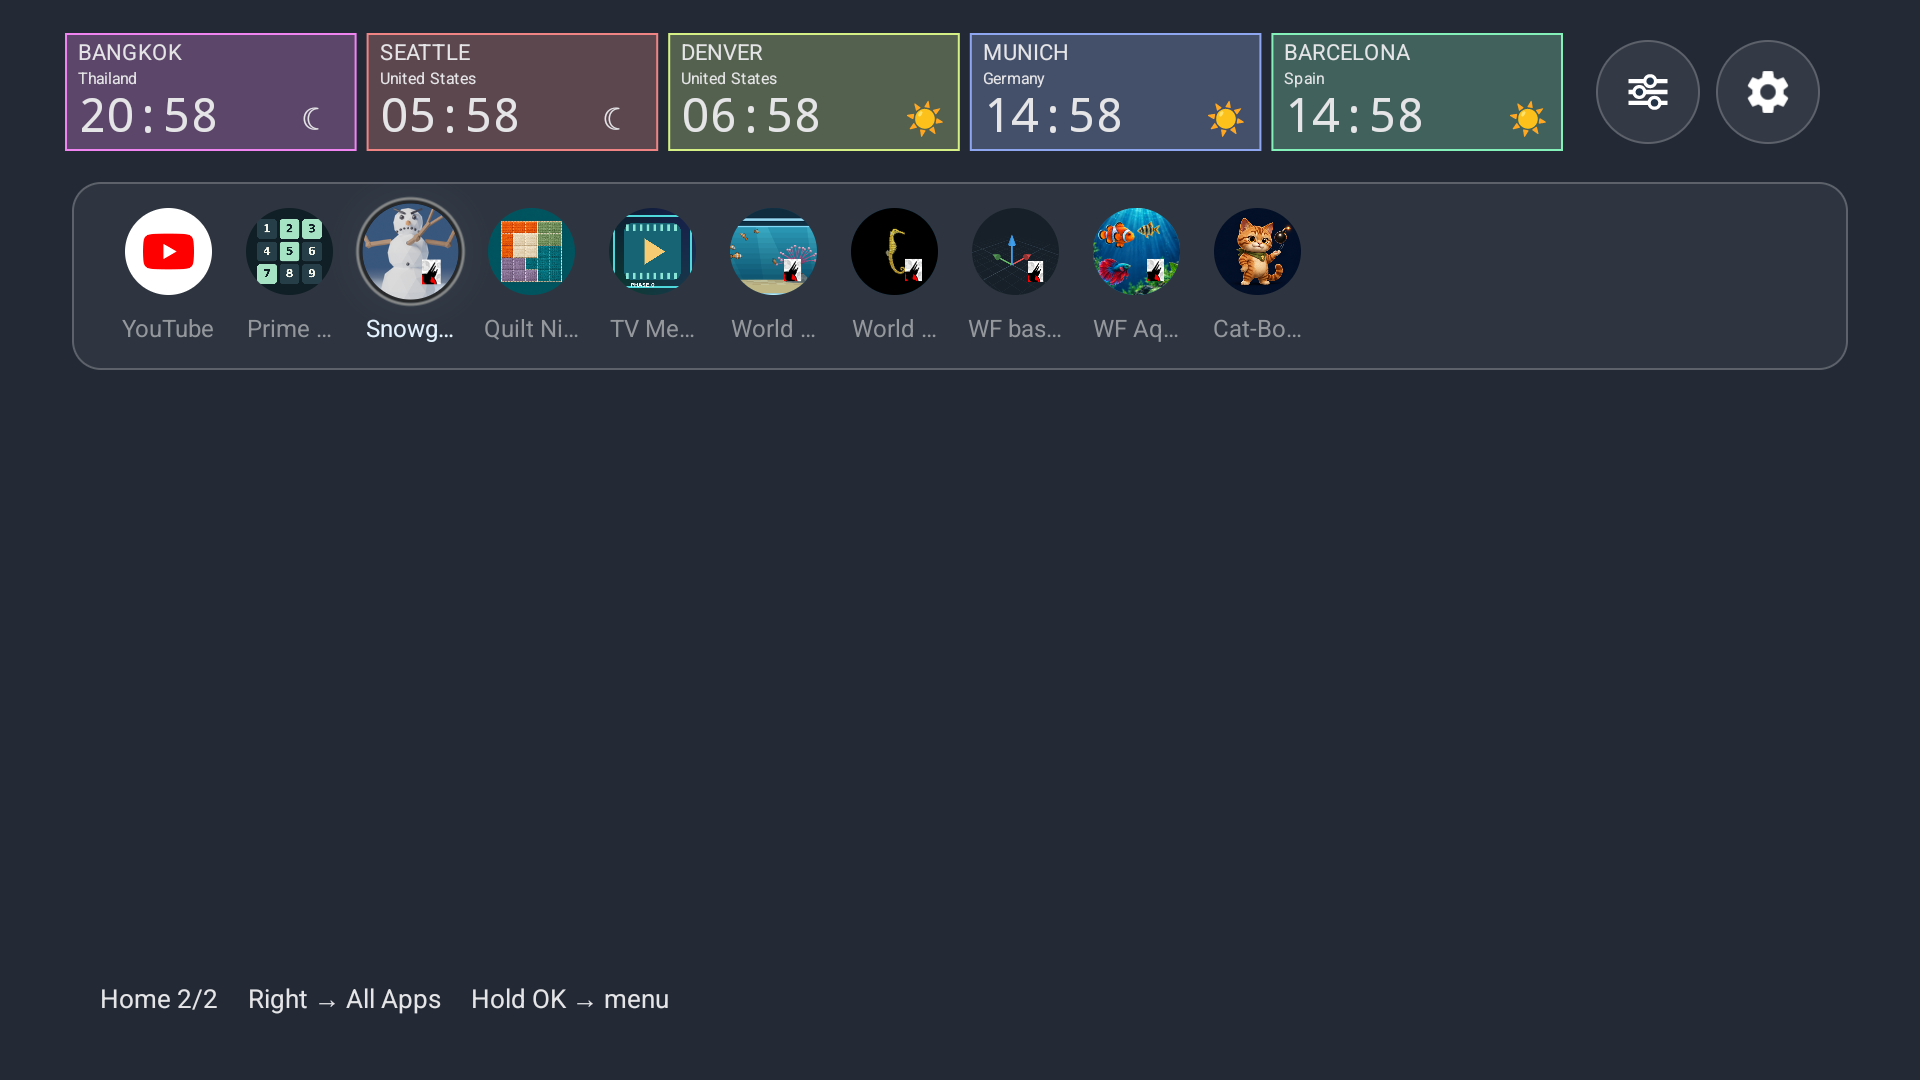 BANGKOK
Thailand
20:58
SEATTLE
United States
05:58
DENVER
United States
06:58
MUNICH
Germany
14:58
BARCELONA
Spain
14:58
1 2 3
4 5 6
7 8 9
YouTube
Prime ...
Snowg...
Quilt Ni...
TV Me...
World ...
World ...
WF bas...
WF Aq...
Cat-Bo...
Home 2/2 Right → All Apps Hold OK → menu